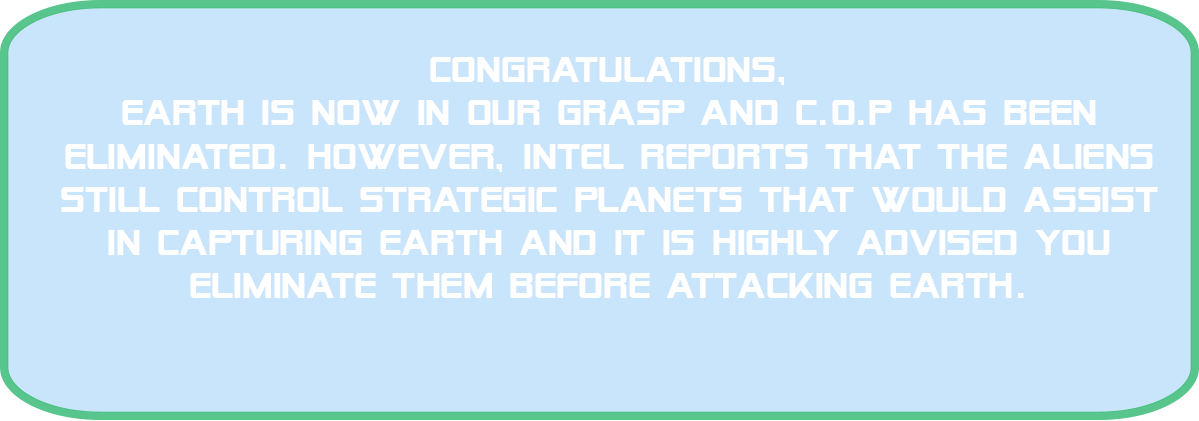 CONGRATULATIONS,
EARTH IS NOW IN OUR GRASP AND C.O.P HAS BEEN
ELIMINATED. HOWEVER, INTEL REPORTS THAT THE ALIENS
STILL CONTROL STRATEGIC PLANETS THAT WOULD ASSIST
IN CAPTURING EARTH AND IT IS HIGHLY ADVISED YOU
ELIMINATE THEM BEFORE ATTACKING EARTH.